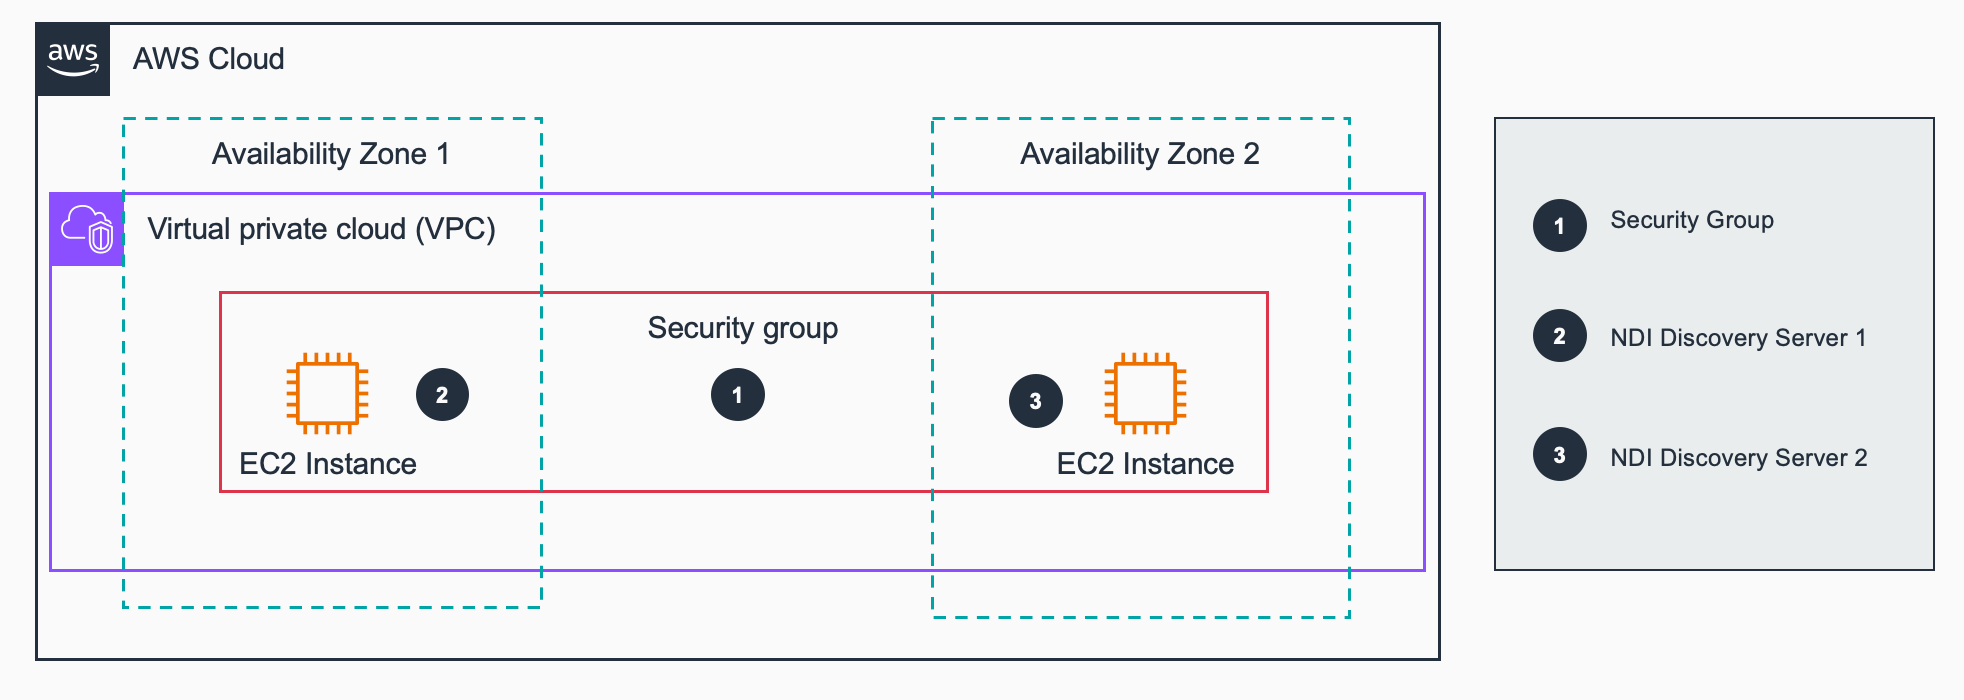 aws
AWS Cloud
Availability Zone 1
Availability Zone 2
Virtual private cloud (VPC)
Security group
2
1
3
EC2 Instance
EC2 Instance
1
Security Group
2
NDI Discovery Server 1
3
NDI Discovery Server 2